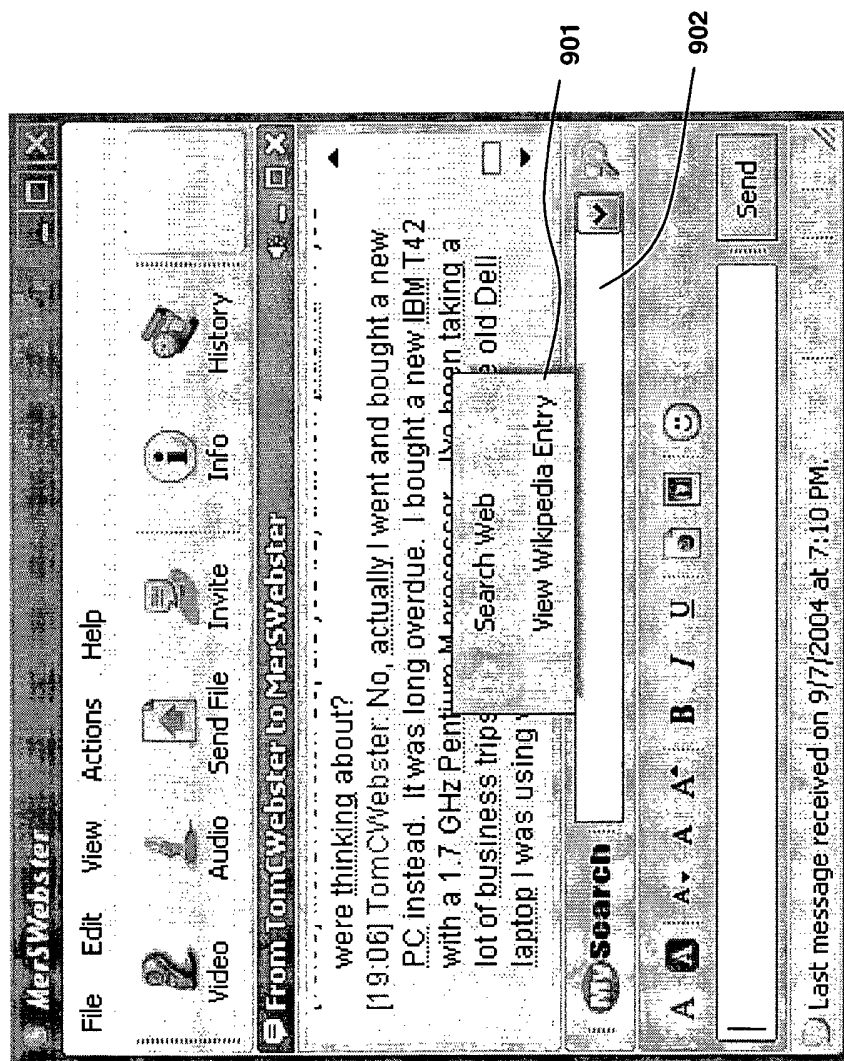 MerSWebster
File Edit View Actions Help
Video Audio Send File Invite Info History
From TomCWebster to MerSWebster
were thinking about?
[19:06] TomCWebster: No, actually I went and bought a new
PC instead. It was long overdue. I bought a new IBM T42
with a 1.7 GHz Pentium M processor. I've been taking a
lot of business trips old Dell
laptop I was using
Search Web
View Wikipedia Entry
901
my Search
902
A A A A A B I U
Send
Last message received on 9/7/2004 at 7:10 PM.